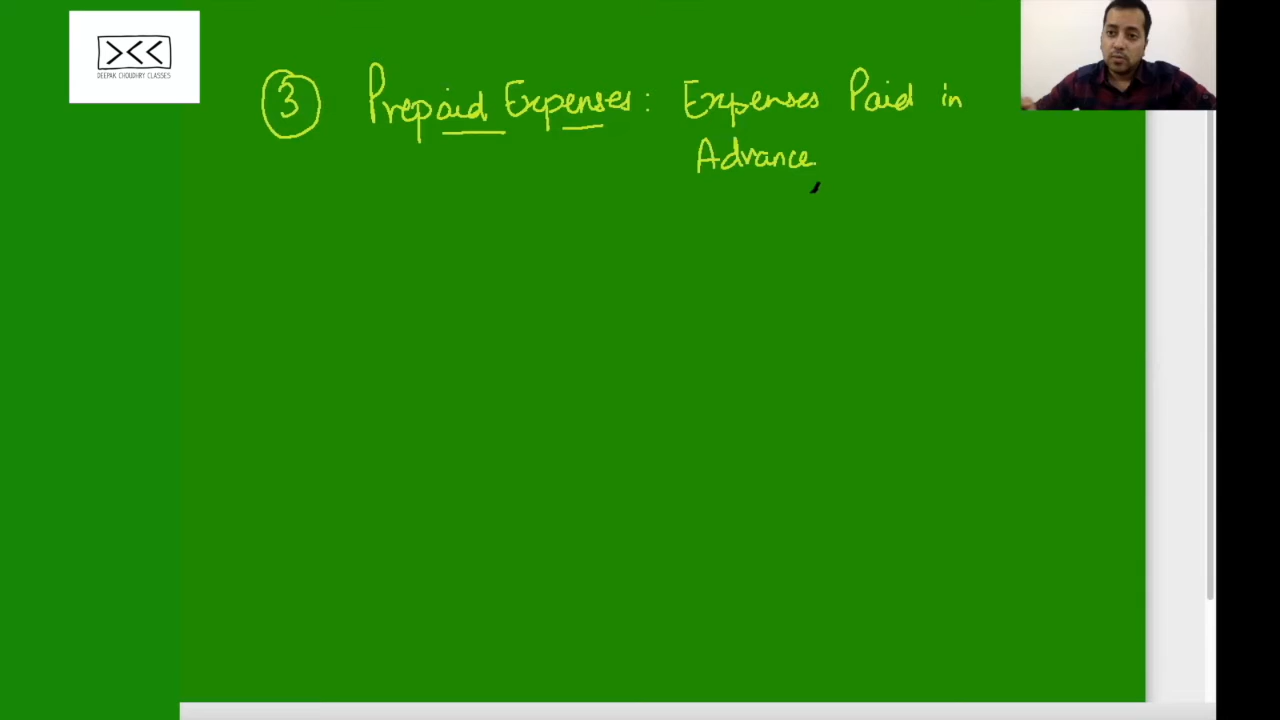 DEEPAK CHOUDHRY CLASSES
3 Prepaid Expenses: Expenses Paid in
Advance